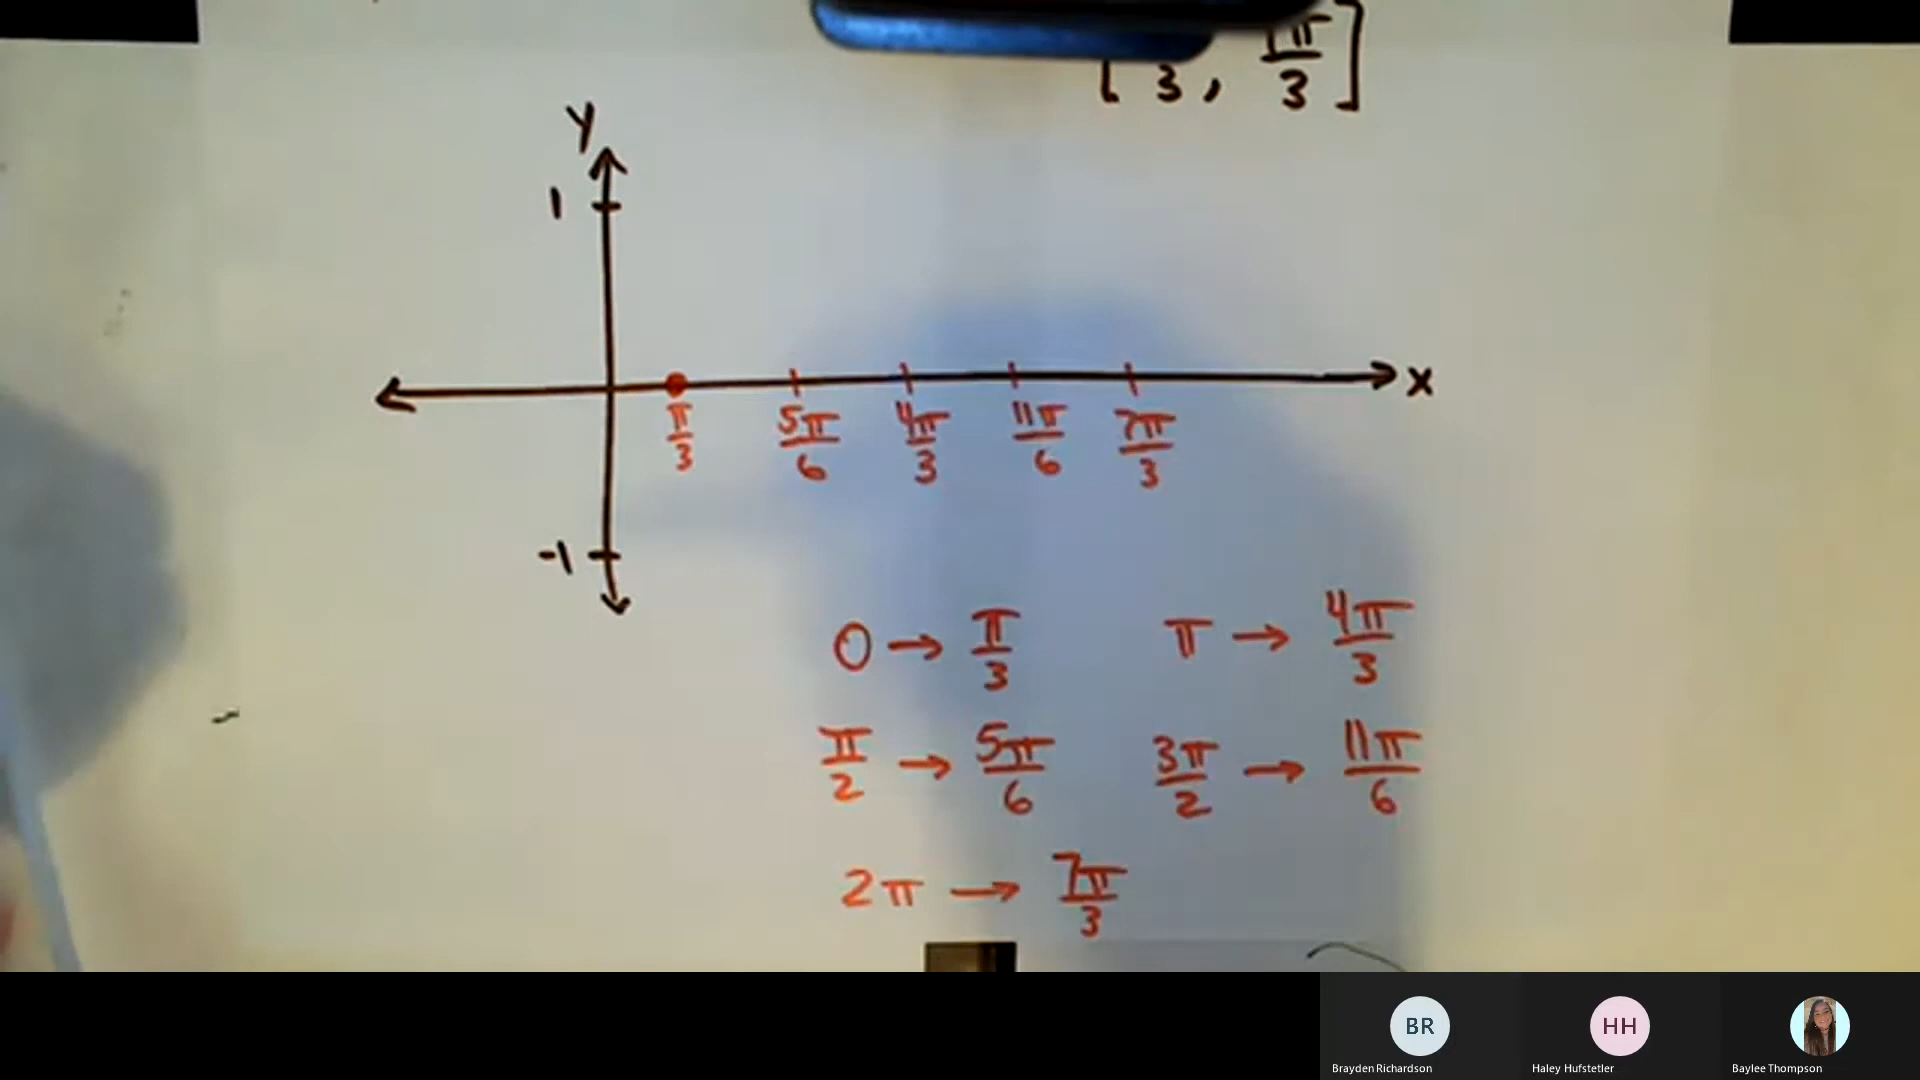 [ 3, π/3 ]
y
1
x
π/3 5π/6 4π/3 11π/6 7π/3
-1
0 → π/3 π → 4π/3
π/2 → 5π/6 3π/2 → 11π/6
2π → 7π/3
BR HH
Brayden Richardson Haley Hufstetler Baylee Thompson